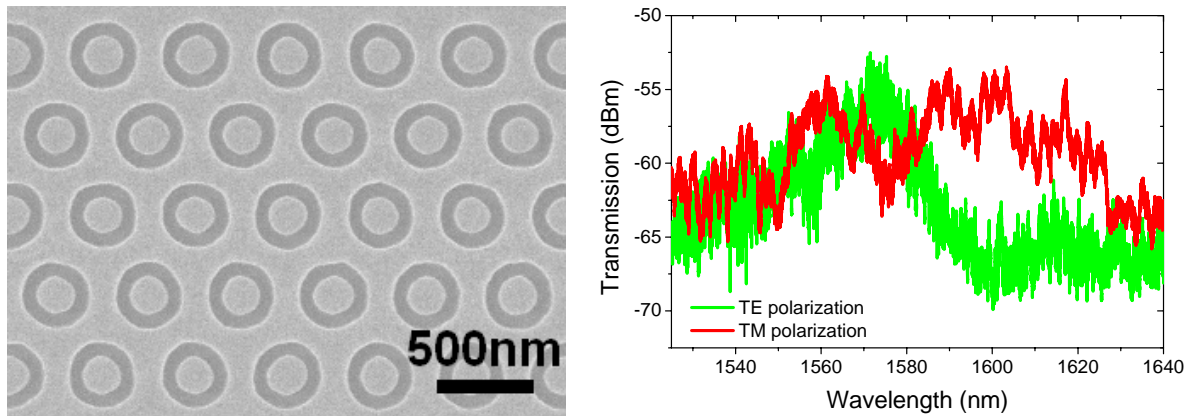 500nm
Transmission (dBm)
-50
-55
-60
-65
-70
TE polarization
TM polarization
1540 1560 1580 1600 1620 1640
Wavelength (nm)